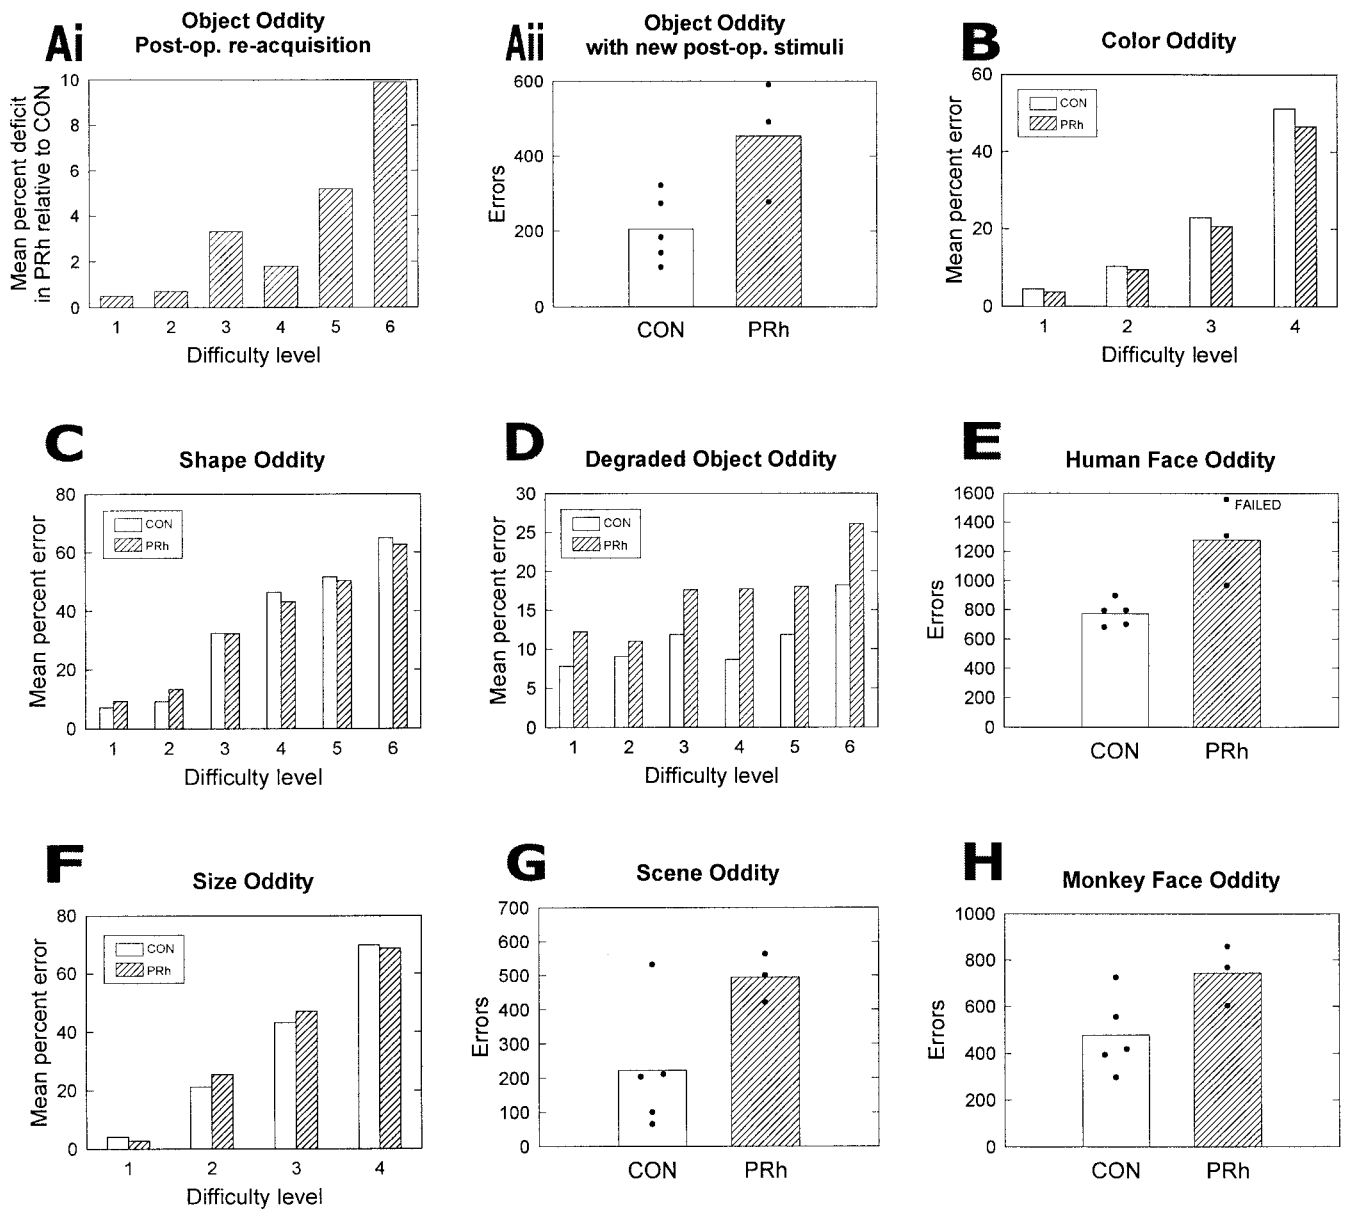 Ai
Object Oddity
Post-op. re-acquisition
Mean percent deficit
in PRh relative to CON
10
8
6
4
2
0
1 2 3 4 5 6
Difficulty level
Aii
Object Oddity
with new post-op. stimuli
Errors
600
400
200
0
CON PRh
B
Color Oddity
Mean percent error
60
40
20
0
CON
PRh
1 2 3 4
Difficulty level
C
Shape Oddity
Mean percent error
80
60
40
20
0
CON
PRh
1 2 3 4 5 6
Difficulty level
D
Degraded Object Oddity
Mean percent error
30
25
20
15
10
5
0
CON
PRh
1 2 3 4 5 6
Difficulty level
E
Human Face Oddity
Errors
1600
1400
1200
1000
800
600
400
200
0
FAILED
CON PRh
F
Size Oddity
Mean percent error
80
60
40
20
0
CON
PRh
1 2 3 4
Difficulty level
G
Scene Oddity
Errors
700
600
500
400
300
200
100
0
CON PRh
H
Monkey Face Oddity
Errors
1000
800
600
400
200
0
CON PRh